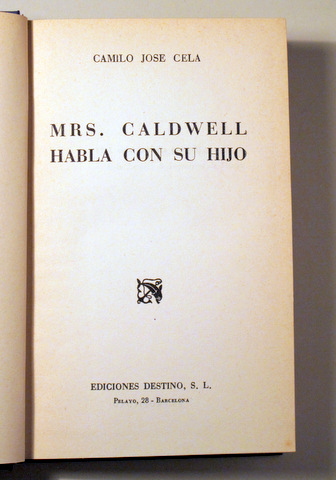 CAMILO JOSE CELA
MRS. CALDWELL
HABLA CON SU HIJO
EDICIONES DESTINO, S. L.
PELAYO, 28 - BARCELONA